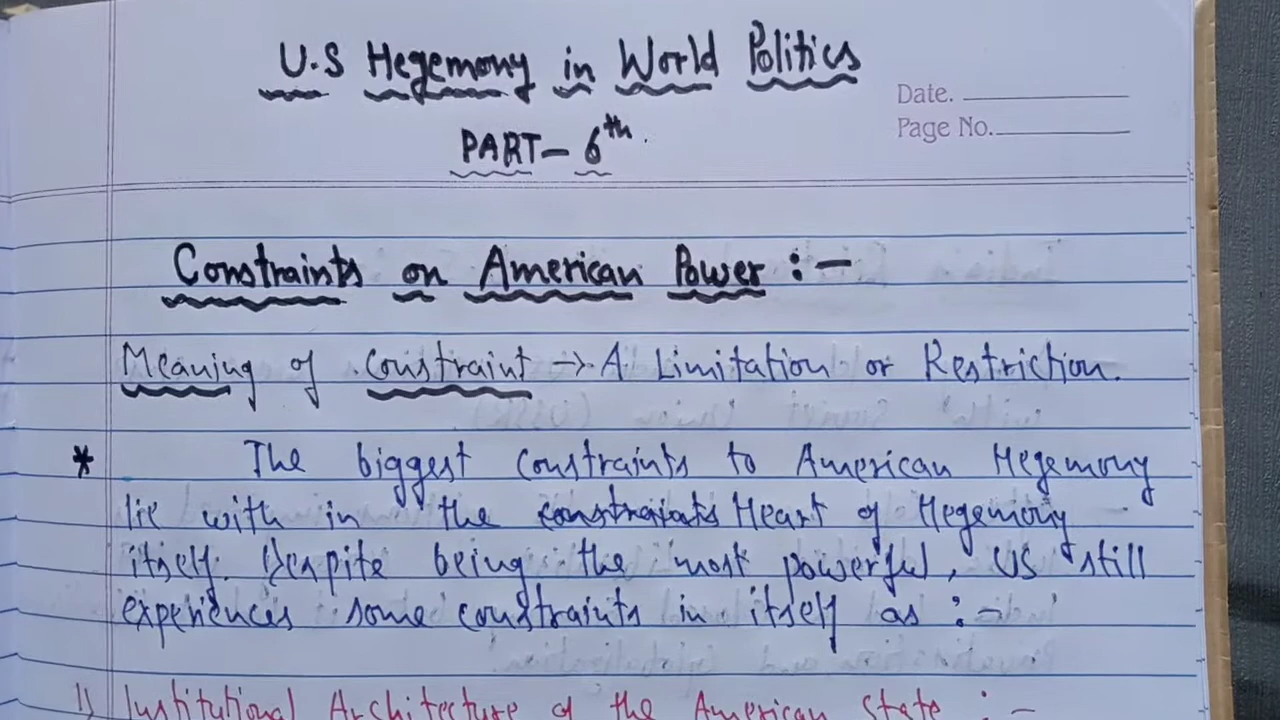 U.S Hegemony in World Politics
Date.
Page No.
PART- 6th.
Constraints on American Power :-
Meaning of Constraint → A Limitation or Restriction.
* The biggest constraints to American Hegemony
lie with in the constraints Heart of Hegemony
itself. Despite being the most powerful, US still
experiences some constraints in itself as :-
1) Institutional Architecture of the American State :-